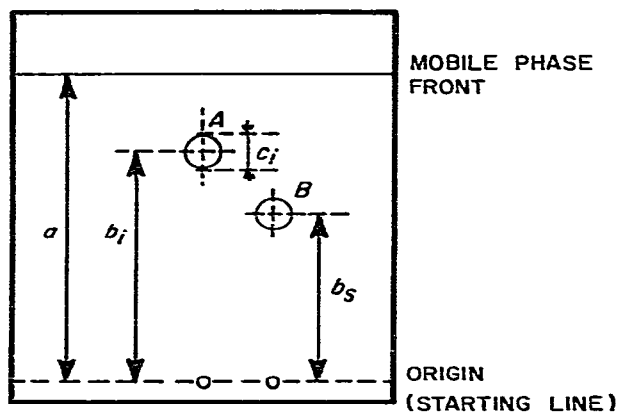 MOBILE PHASE
FRONT
A
c_i
B
a
b_i
b_s
ORIGIN
(STARTING LINE)